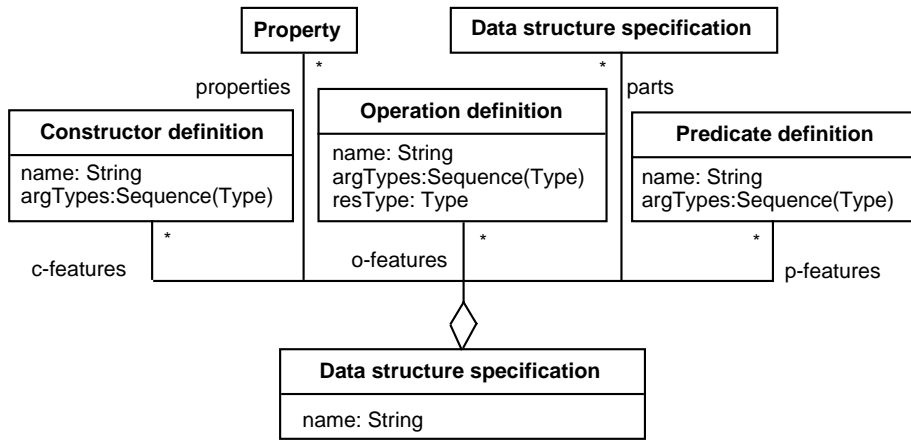 Property
*
properties
Data structure specification
*
parts
Constructor definition
name: String
argTypes:Sequence(Type)
*
c-features
Operation definition
name: String
argTypes:Sequence(Type)
resType: Type
*
o-features
Predicate definition
name: String
argTypes:Sequence(Type)
*
p-features
Data structure specification
name: String